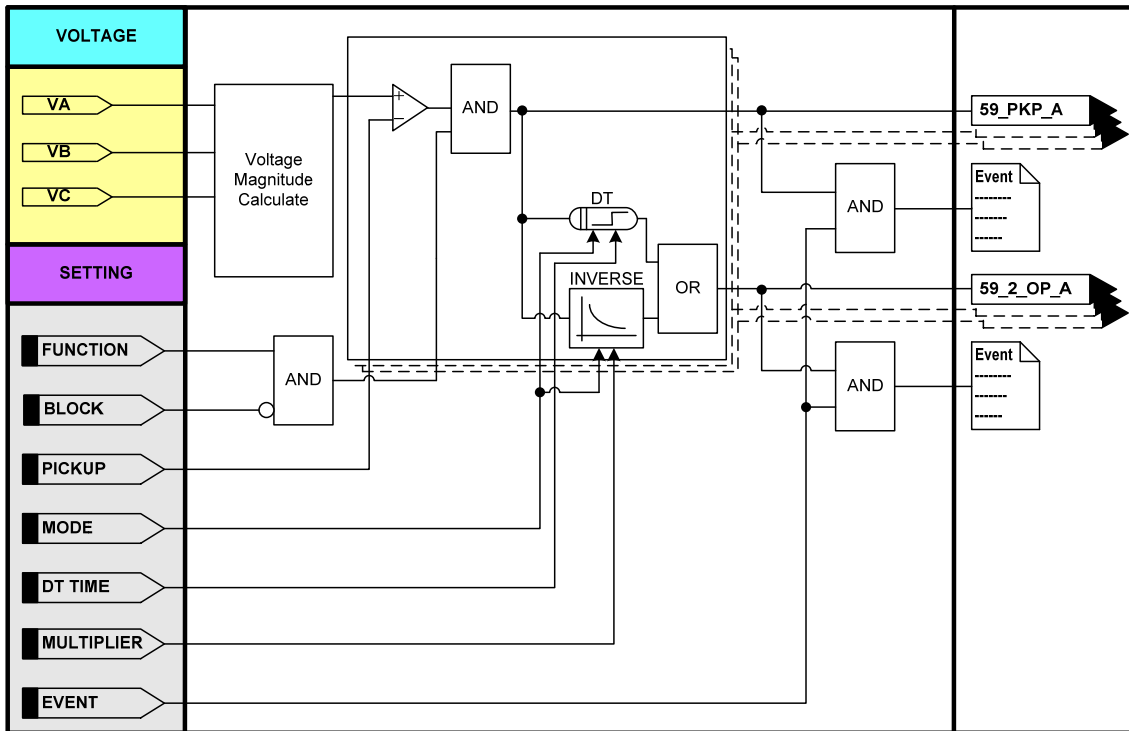 VOLTAGE
VA
VB
VC
Voltage
Magnitude
Calculate
SETTING
FUNCTION
BLOCK
PICKUP
MODE
DT TIME
MULTIPLIER
EVENT
AND
+
−
AND
DT
INVERSE
OR
AND
AND
59_PKP_A
Event
59_2_OP_A
Event